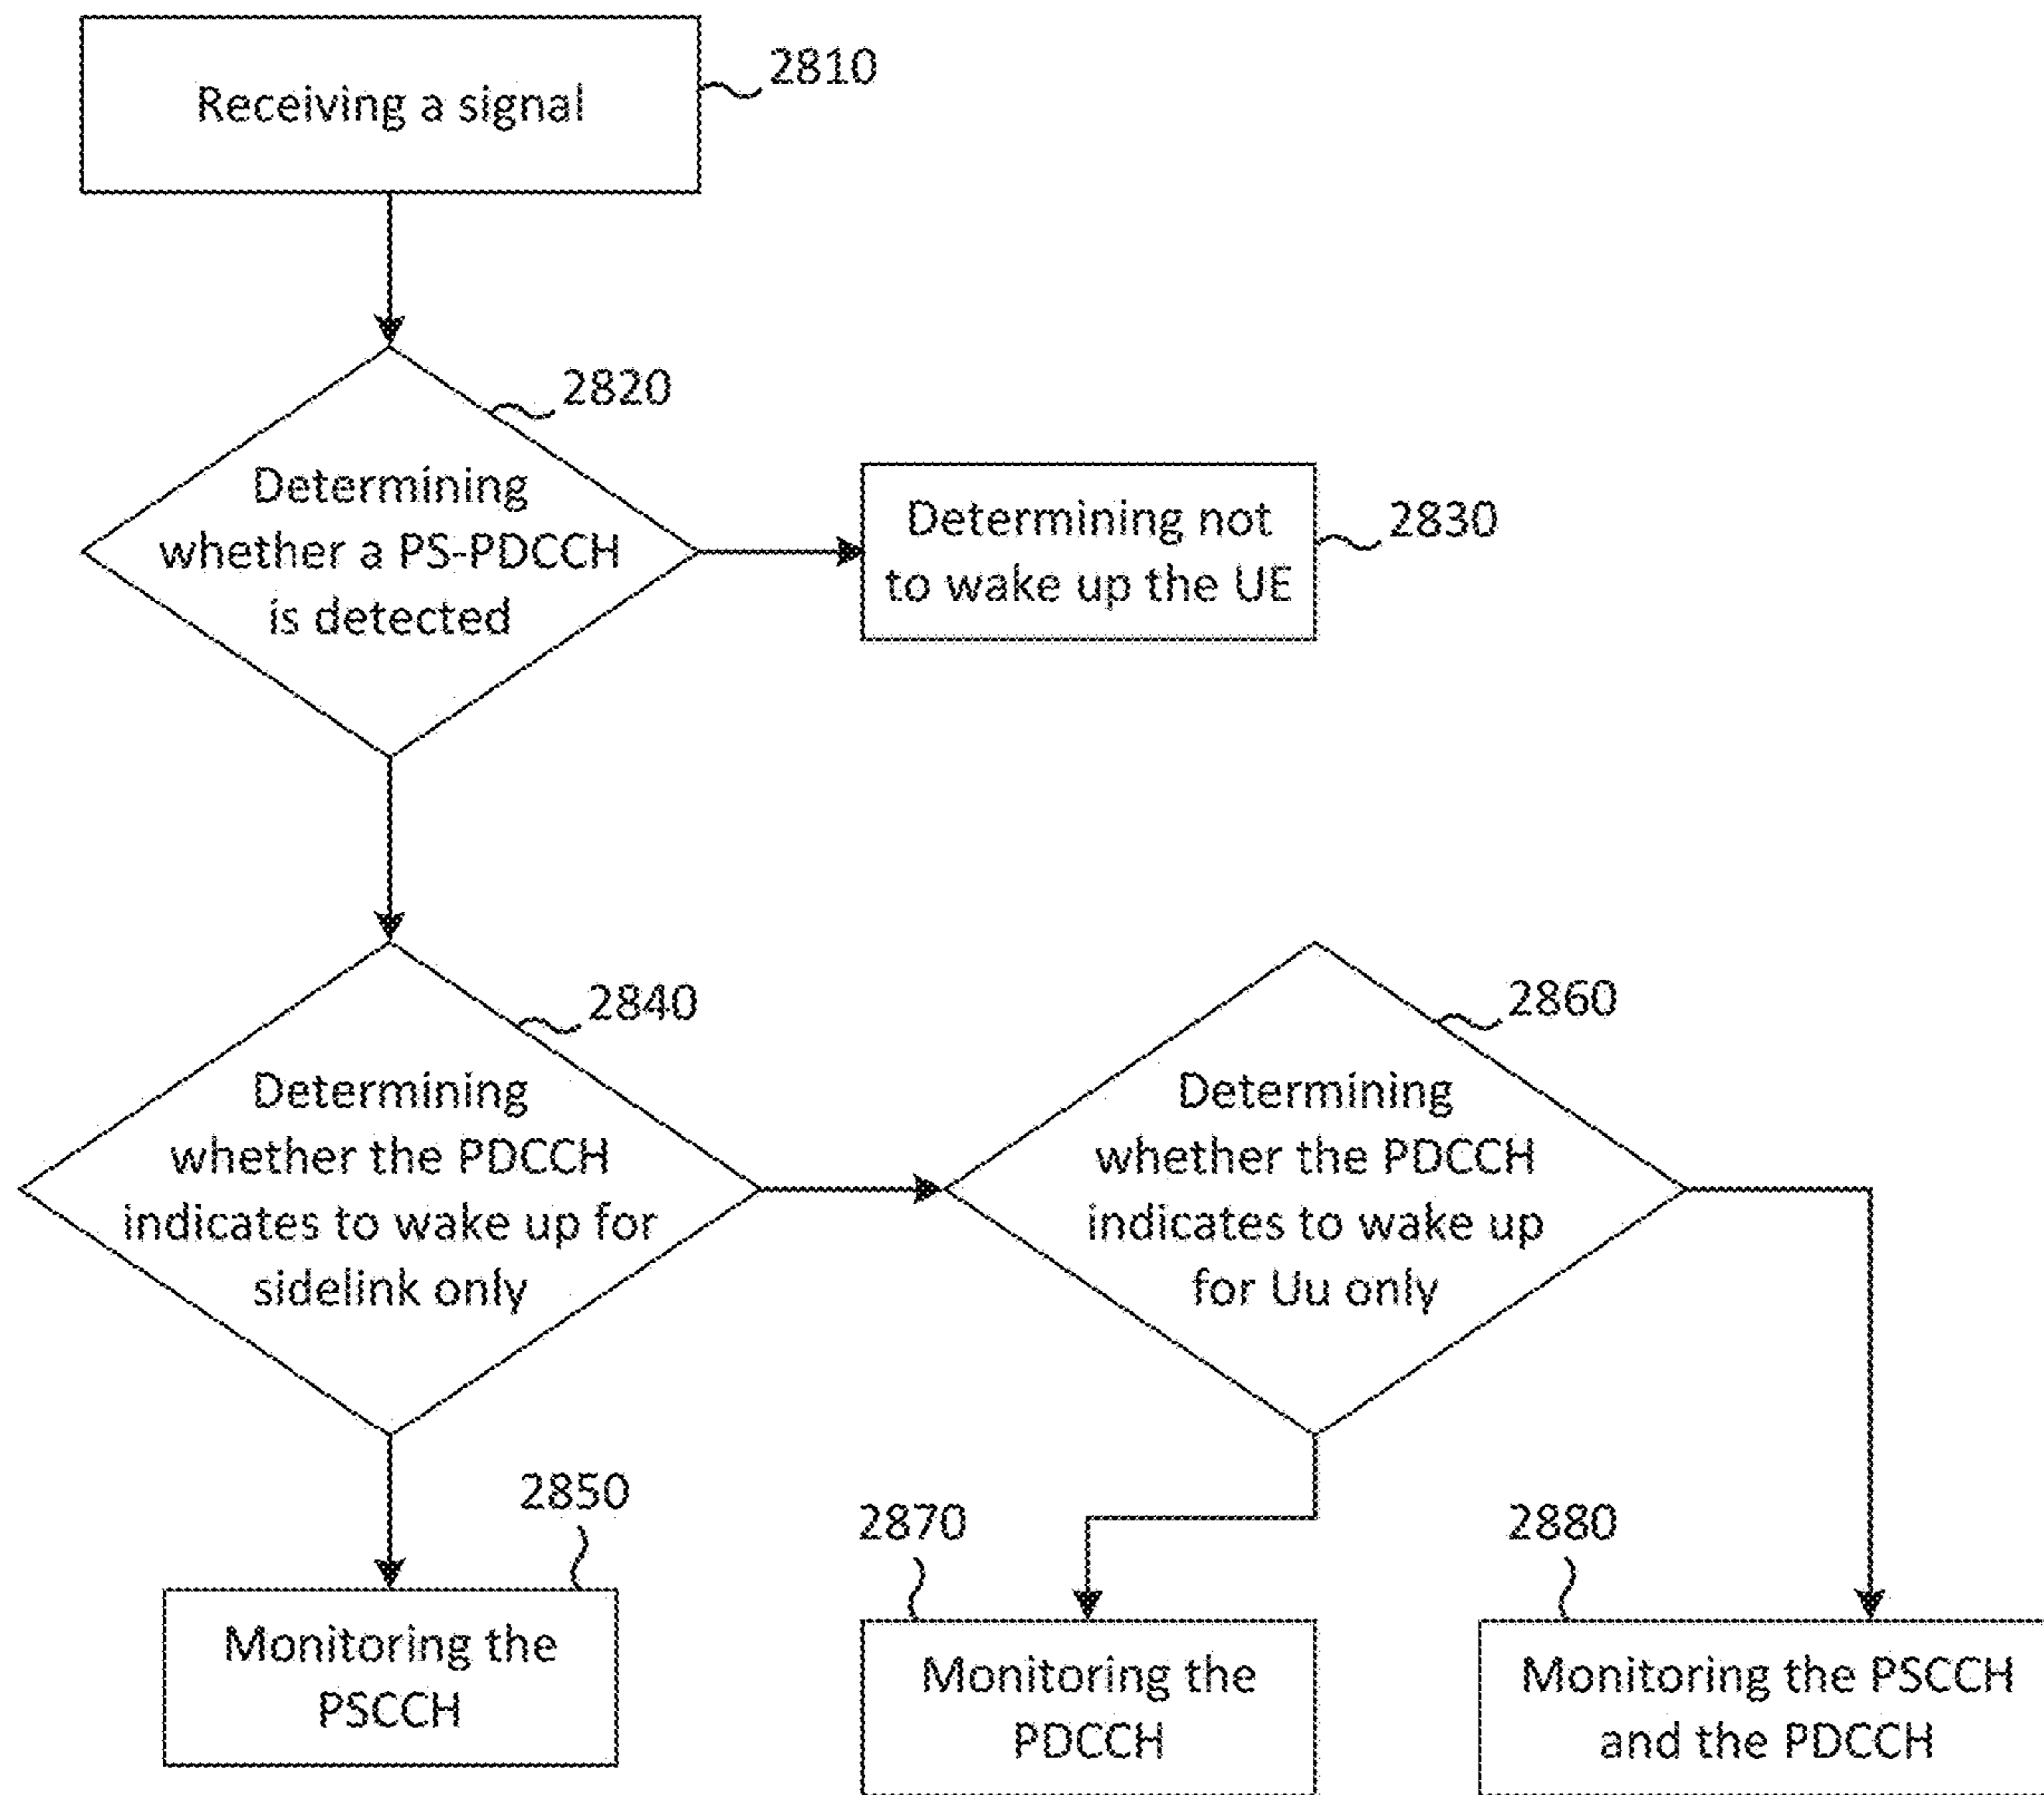 Receiving a signal
2810
2820
Determining
whether a PS-PDCCH
is detected
Determining not
to wake up the UE
2830
2840
Determining
whether the PDCCH
indicates to wake up for
sidelink only
2860
Determining
whether the PDCCH
indicates to wake up
for Uu only
2850
Monitoring the
PSCCH
2870
Monitoring the
PDCCH
2880
Monitoring the PSCCH
and the PDCCH